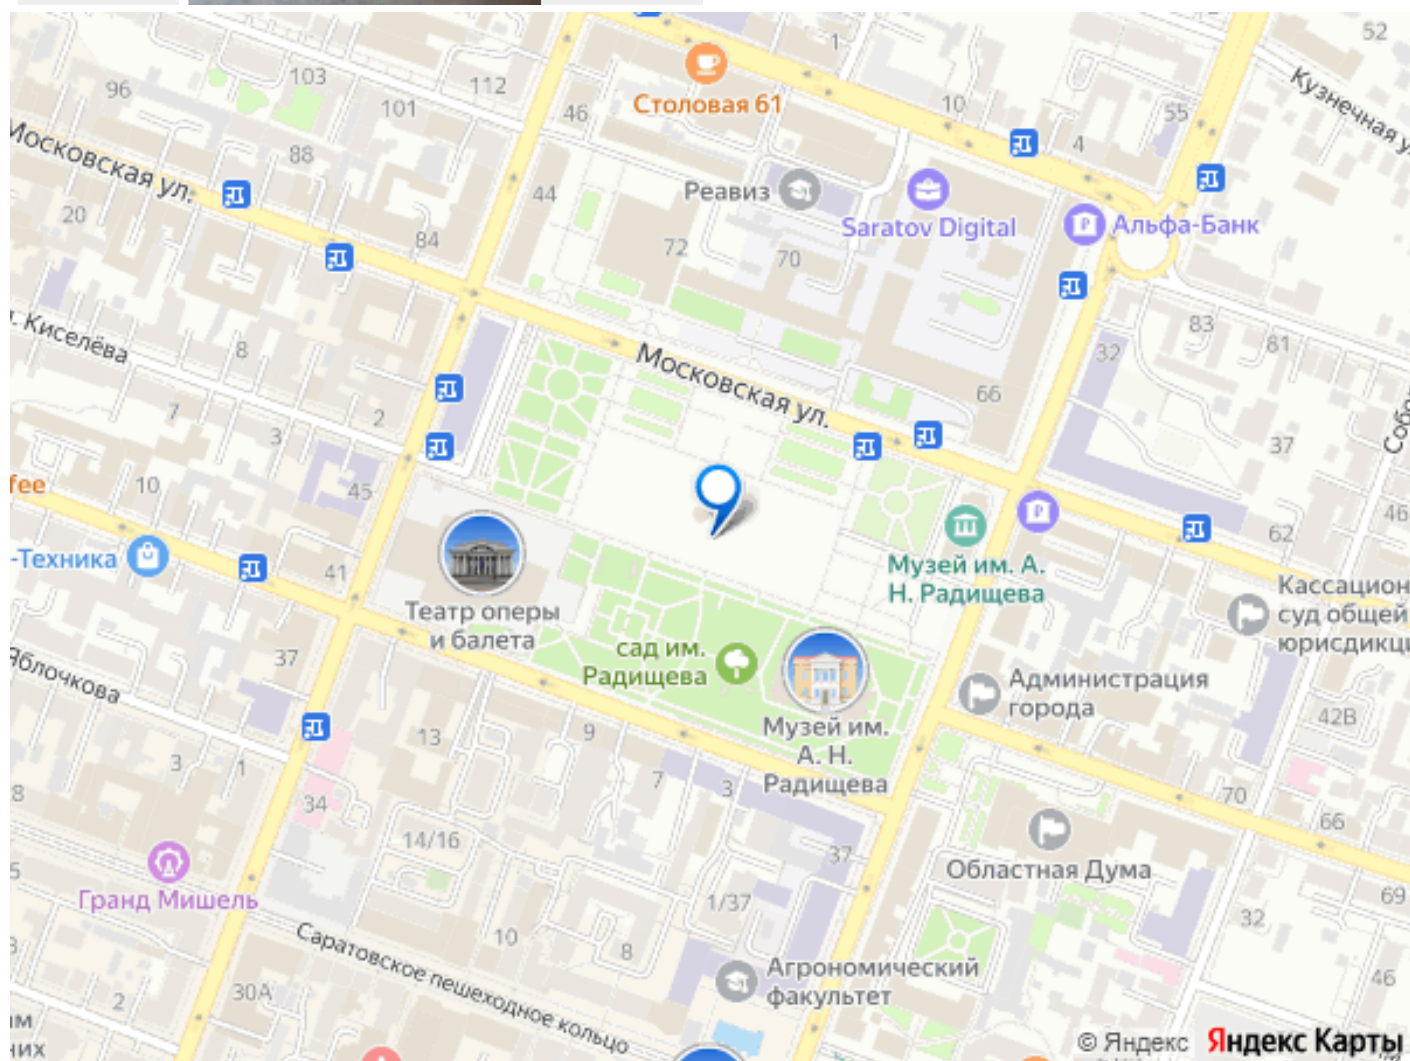 52
1
Кузнечная у
103
112
96
101
46
Столовая 61
10
55
4
Московская ул.
88
44
Реавиз
Saratov Digital
Альфа-Банк
20
84
72
70
Киселёва
8
83
81
32
Московская ул.
66
7
2
3
37
Собо
fee
10
45
46
62
-Техника
41
Театр оперы
и балета
Музей им. А.
Н. Радищева
Кассацион
суд общей
юрисдикц
сад им.
Радищева
Яблочкова
37
Администрация
города
Музей им.
А. Н.
Радищева
42В
13
9
3
1
7
3
8
34
70
66
14/16
37
Областная Дума
Гранд Мишель
69
1/37
32
10
8
Саратовское пешеходное кольцо
Агрономический
факультет
46
30А
2
им
них
© Яндекс Яндекс Карты